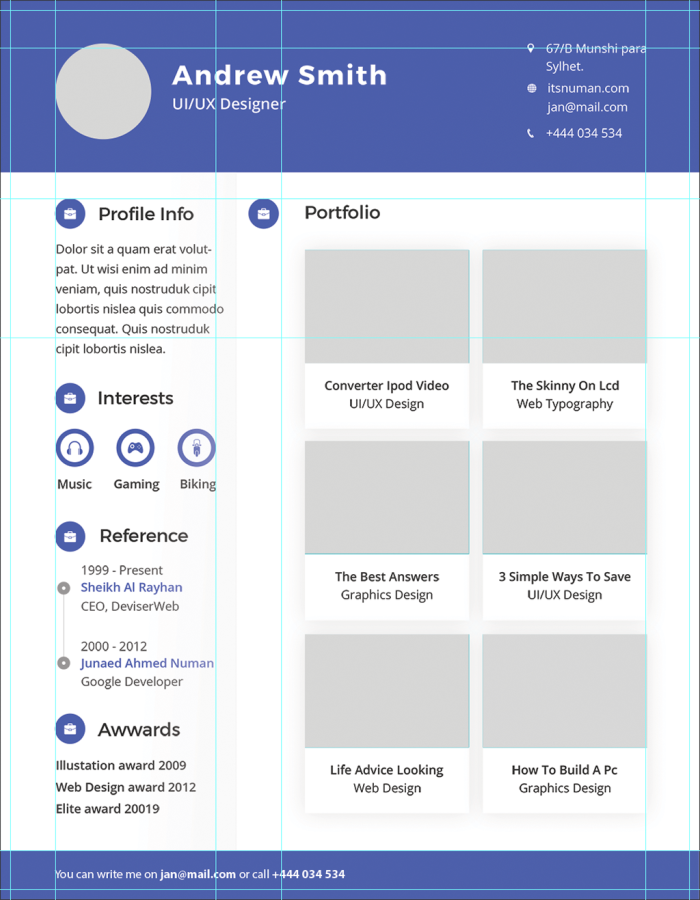 Andrew Smith
UI/UX Designer
67/B Munshi para
Sylhet.
itsnuman.com
jan@mail.com
+444 034 534
Profile Info
Dolor sit a quam erat volut-
pat. Ut wisi enim ad minim
veniam, quis nostruduk cipit
lobortis nislea quis commodo
consequat. Quis nostruduk
cipit lobortis nislea.
Interests
Music
Gaming
Biking
Reference
1999 - Present
Sheikh Al Rayhan
CEO, DeviserWeb
2000 - 2012
Junaed Ahmed Numan
Google Developer
Awwards
Illustation award 2009
Web Design award 2012
Elite award 20019
Portfolio
Converter Ipod Video
UI/UX Design
The Skinny On Lcd
Web Typography
The Best Answers
Graphics Design
3 Simple Ways To Save
UI/UX Design
Life Advice Looking
Web Design
How To Build A Pc
Graphics Design
You can write me on jan@mail.com or call +444 034 534